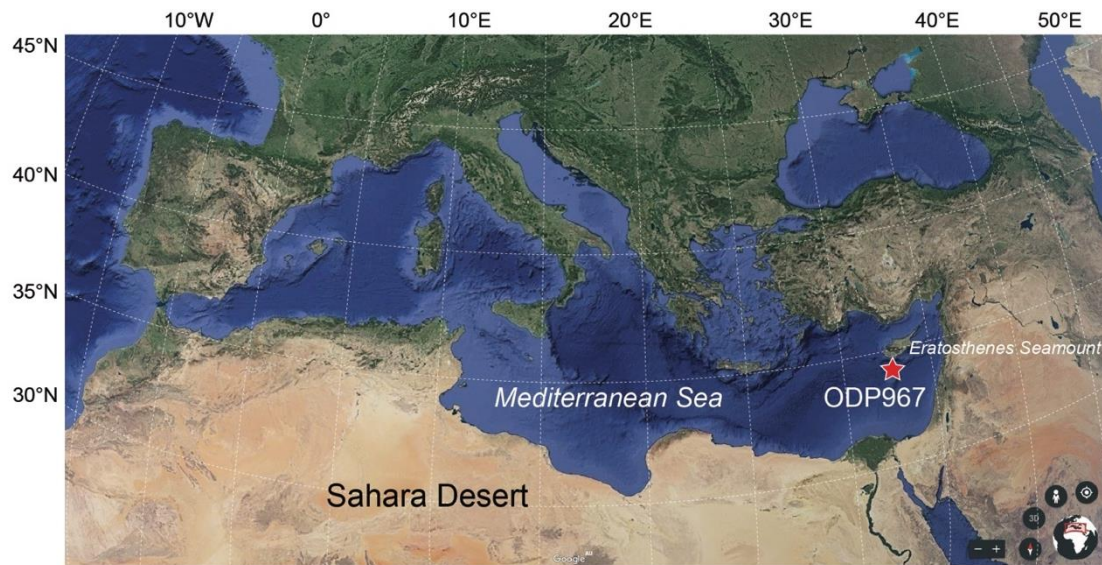 10°W 0° 10°E 20°E 30°E 40°E 50°E
45°N
40°N
35°N
Eratosthenes Seamount
Mediterranean Sea ODP967
30°N
Sahara Desert
3D
− +
Google